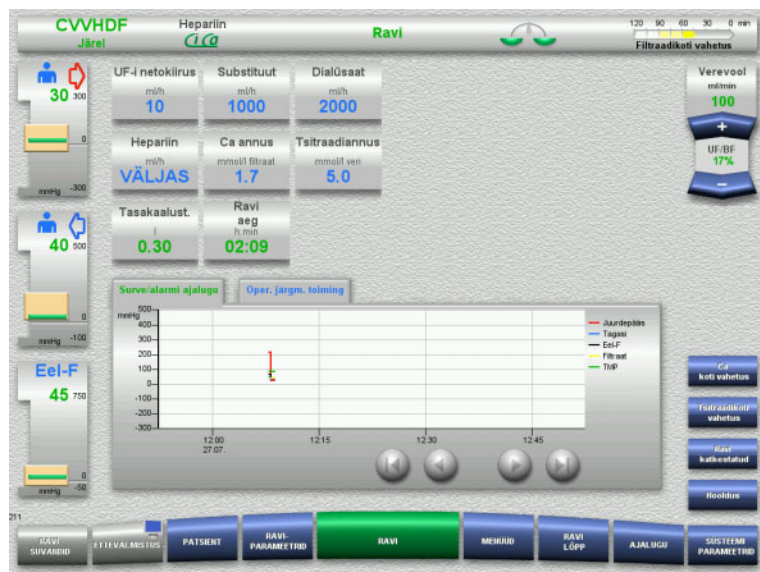 CVVHDF
Järel
Hepariin
CiCa
Ravi
120 90 60 30 0 min
Filtraadikoti vahetus
30
300
0
-300
mmHg
40
500
0
-100
mmHg
Eel-F
45
750
0
-50
mmHg
UF-i netokiirus
ml/h
10
Substituut
ml/h
1000
Dialüsaat
ml/h
2000
Hepariin
ml/h
VÄLJAS
Ca annus
mmol/l filtraat
1.7
Tsitraadiannus
mmol/l veri
5.0
Tasakaalust.
l
0.30
Ravi
aeg
h:min
02:09
Verevool
ml/min
100
+
UF/BF
17%
−
Surve/alarmi ajalugu
Oper. järgm. toiming
mmHg
500
400
300
200
100
0
-100
-200
-300
12:00
27.07.
12:15
12:30
12:45
Juurdepääs
Tagasi
Eel-F
Filtraat
TMP
Ca
koti vahetus
Tsitraadikoti
vahetus
Ravi
katkestatud
Hooldus
211
RAVI
SUVANDID
ETTEVALMISTUS
PATSIENT
RAVI-
PARAMEETRID
RAVI
MENÜÜD
RAVI
LÕPP
AJALUGU
SÜSTEEMI
PARAMEETRID